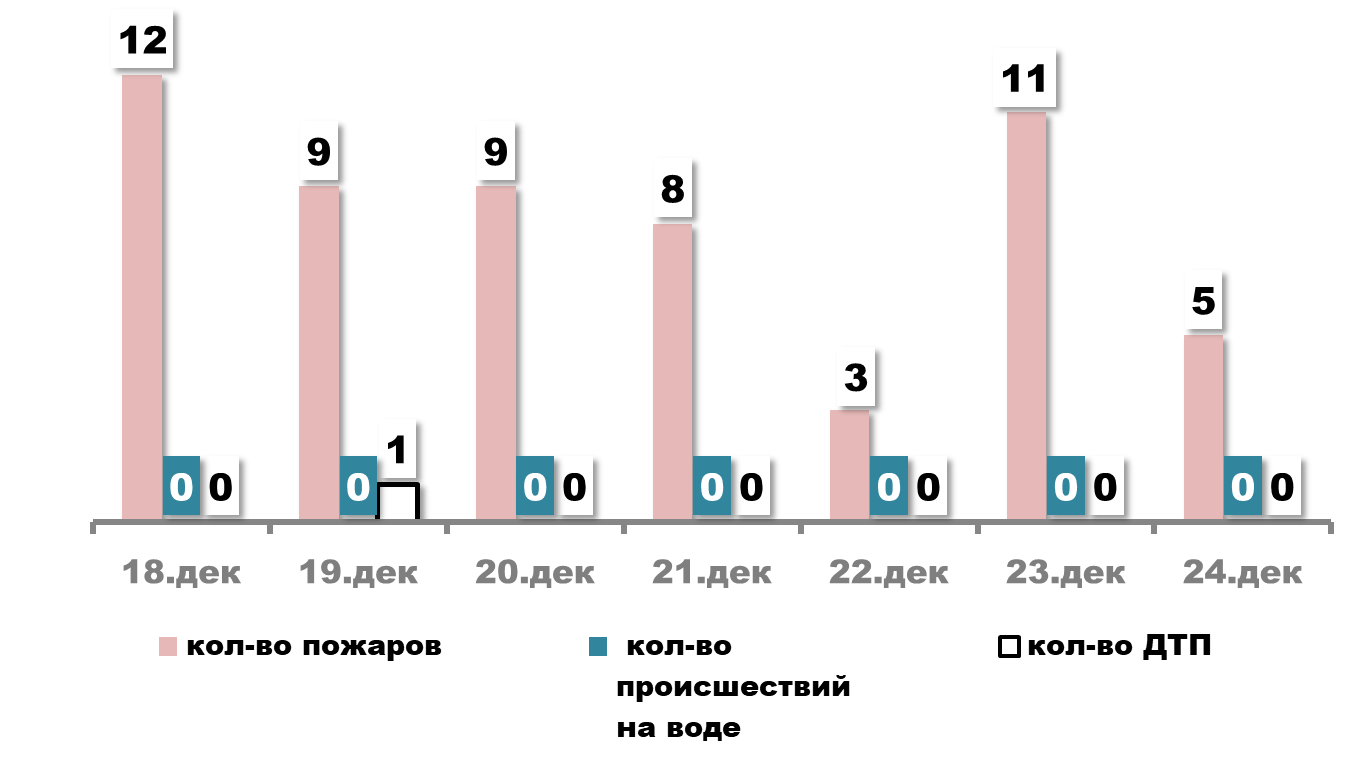 12
11
9
9
8
5
3
1
0 0
0
0 0
0 0
0 0
0 0
0 0
18.дек 19.дек 20.дек 21.дек 22.дек 23.дек 24.дек
кол-во пожаров
кол-во
происшествий
на воде
кол-во ДТП